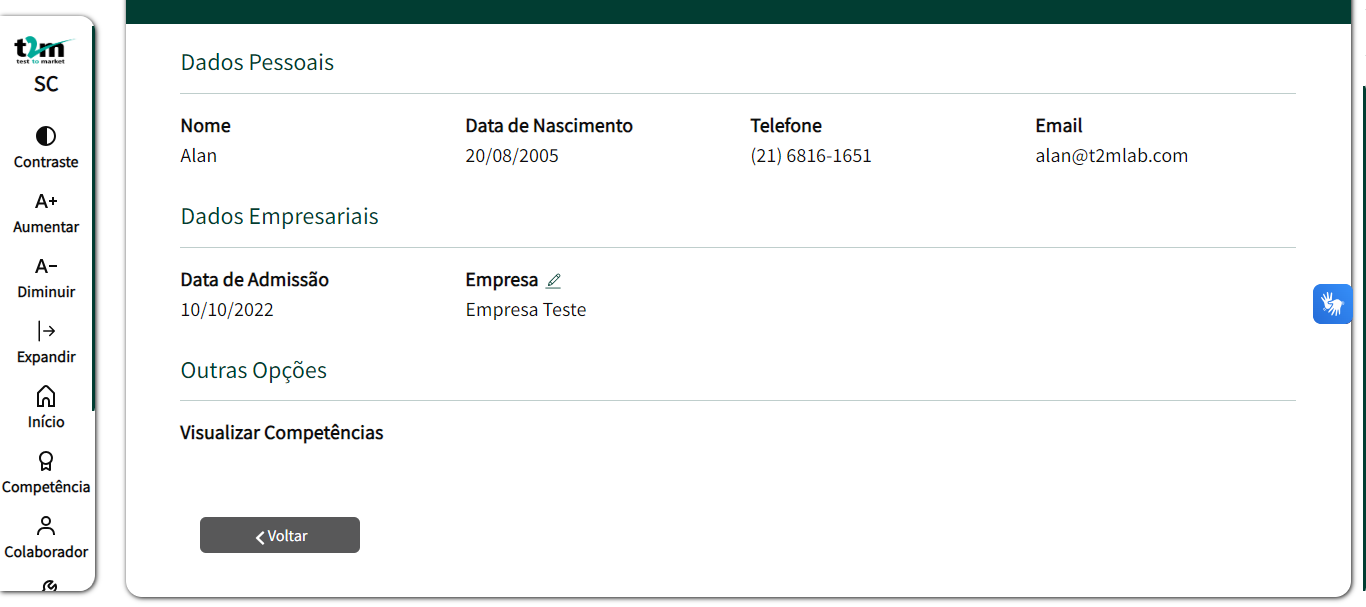 t2m
test to market
SC
Contraste
A+
Aumentar
A-
Diminuir
Expandir
Início
Competência
Colaborador
Dados Pessoais
Nome
Data de Nascimento
Telefone
Email
Alan
20/08/2005
(21) 6816-1651
alan@t2mlab.com
Dados Empresariais
Data de Admissão
Empresa
10/10/2022
Empresa Teste
Outras Opções
Visualizar Competências
Voltar